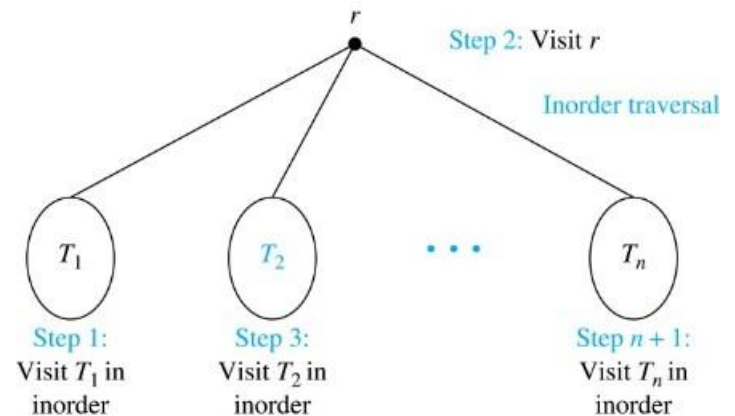 r
Step 2: Visit r
Inorder traversal
T₁
T₂
. . .
Tₙ
Step 1:
Visit T₁ in
inorder
Step 3:
Visit T₂ in
inorder
Step n + 1:
Visit Tₙ in
inorder